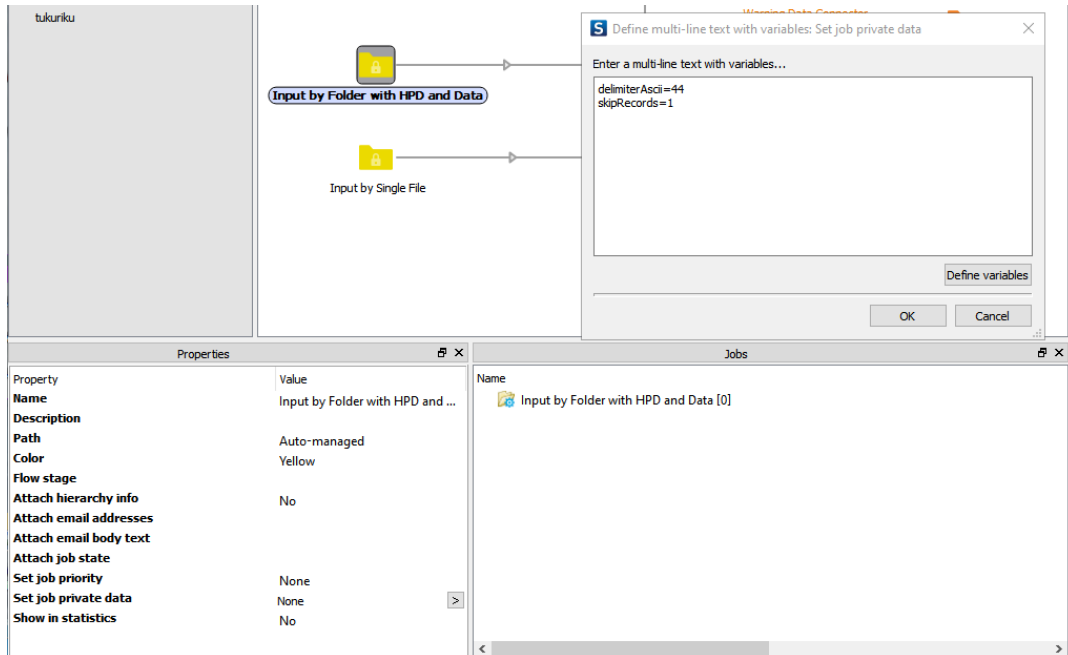 tukuriku
Warning Data Connector
Input by Folder with HPD and Data
Input by Single File
Define multi-line text with variables: Set job private data
Enter a multi-line text with variables...
delimiterAscii=44
skipRecords=1
Define variables
OK Cancel
Properties
Property Value
Name Input by Folder with HPD and ...
Description
Path Auto-managed
Color Yellow
Flow stage
Attach hierarchy info No
Attach email addresses
Attach email body text
Attach job state
Set job priority None
Set job private data None >
Show in statistics No
Jobs
Name
Input by Folder with HPD and Data [0]